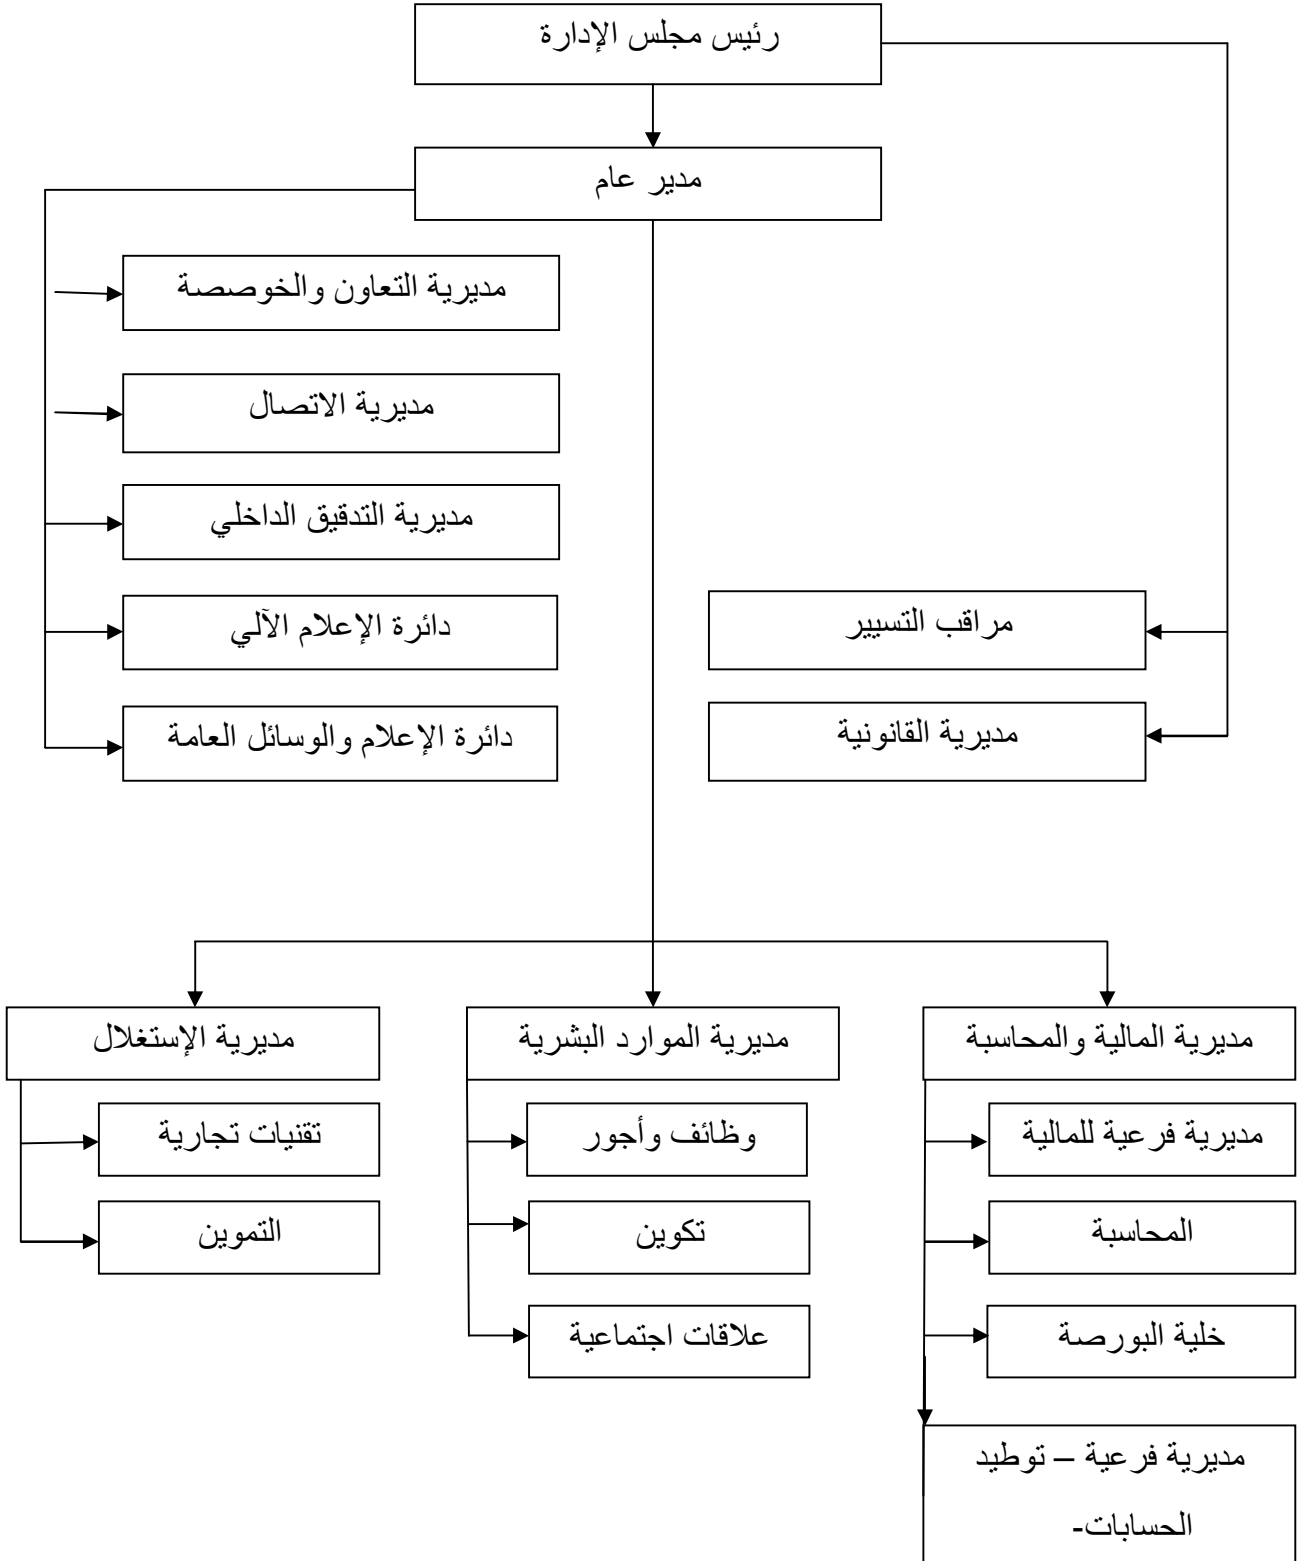 رئيس مجلس الإدارة
مدير عام
مديرية التعاون والخوصصة
مديرية الاتصال
مديرية التدقيق الداخلي
دائرة الإعلام الآلي
مراقب التسيير
دائرة الإعلام والوسائل العامة
مديرية القانونية
مديرية المالية والمحاسبة
مديرية الموارد البشرية
مديرية الإستغلال
مديرية فرعية للمالية
وظائف وأجور
تقنيات تجارية
المحاسبة
تكوين
التموين
خلية البورصة
علاقات اجتماعية
مديرية فرعية – توطيد
الحسابات-